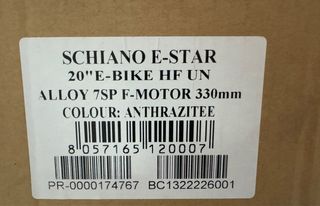 SCHIANO E-STAR
20"E-BIKE HF UN
ALLOY 7SP F-MOTOR 330mm
COLOUR: ANTHRAZITEE
8 057165 120007
PR-0000174767 BC1322226001